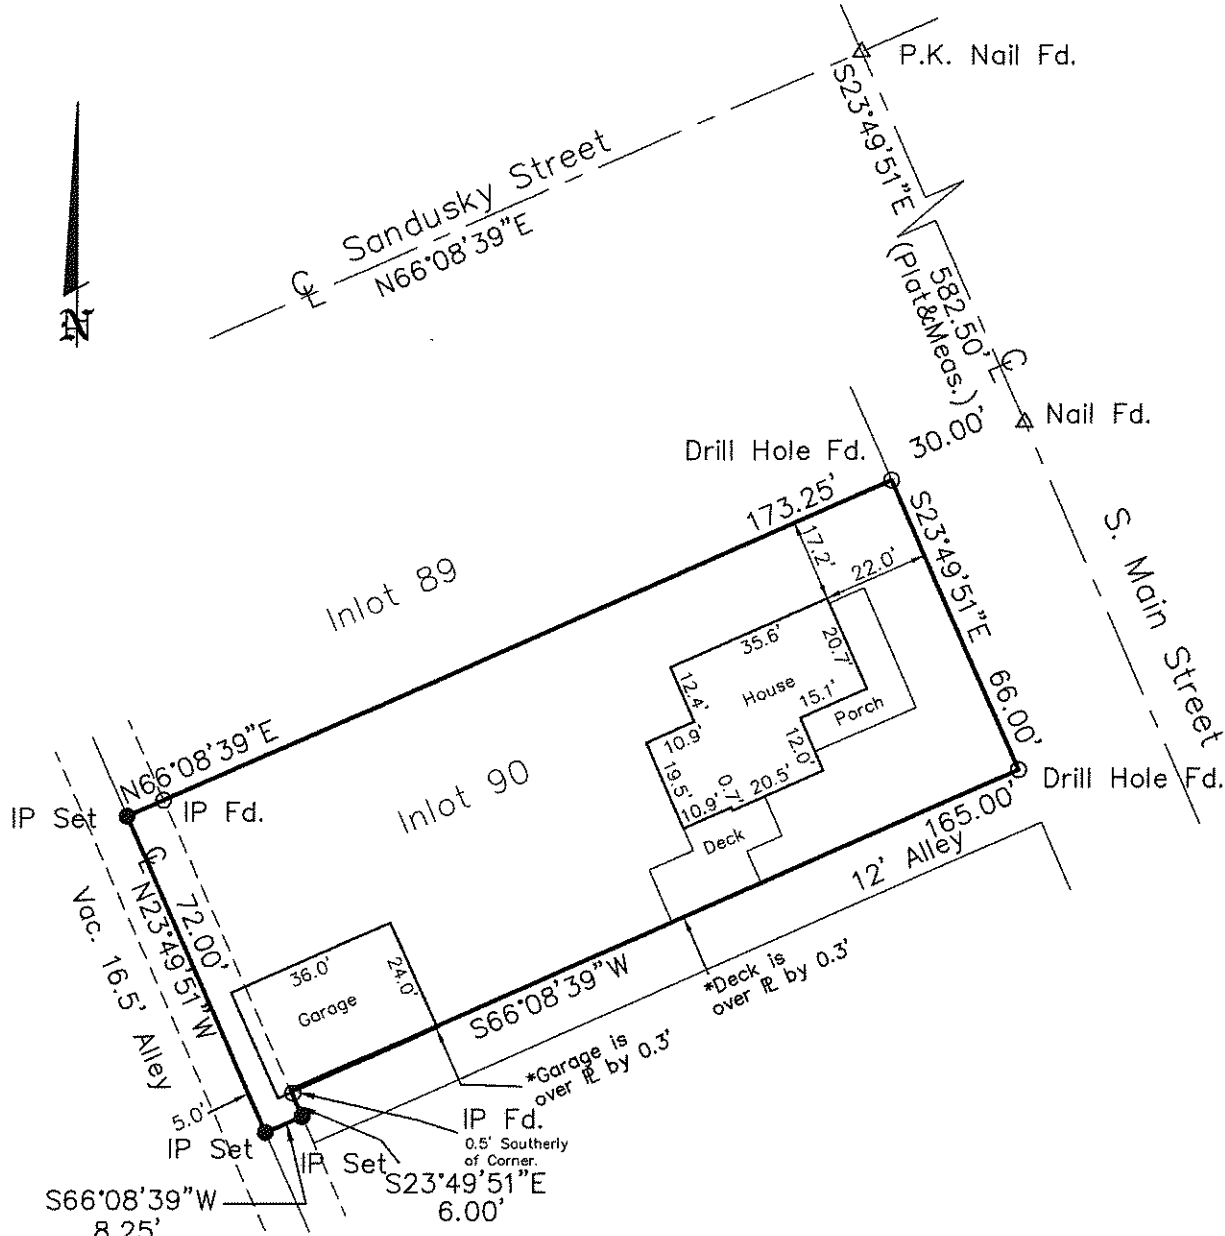 P.K. Nail Fd.
S23°49'51"E
℄ Sandusky Street
N66°08'39"E
N
582.50'
(Plat&Meas.)
℄
Nail Fd.
30.00'
Drill Hole Fd.
173.25'
S23°49'51"E
66.00'
S. Main Street
17.2'
22.0'
Inlot 89
35.6'
20.7'
House
12.4'
15.1'
Porch
10.9'
12.0'
19.5'
0.7'
20.5'
10.9'
Deck
Drill Hole Fd.
165.00'
12' Alley
N66°08'39"E
IP Set
IP Fd.
Inlot 90
℄
N23°49'51"W
72.00'
Vac. 16.5' Alley
36.0'
24.0'
Garage
S66°08'39"W
*Deck is
over ⅊ by 0.3'
*Garage is
over ⅊ by 0.3'
5.0'
IP Fd.
0.5' Southerly
of Corner.
IP Set
IP Set
S23°49'51"E
6.00'
S66°08'39"W
8.25'